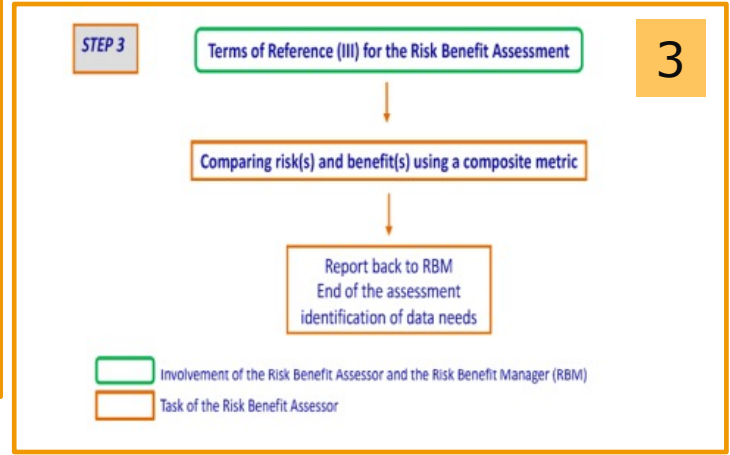 STEP 3
Terms of Reference (III) for the Risk Benefit Assessment
3
Comparing risk(s) and benefit(s) using a composite metric
Report back to RBM
End of the assessment
identification of data needs
Involvement of the Risk Benefit Assessor and the Risk Benefit Manager (RBM)
Task of the Risk Benefit Assessor